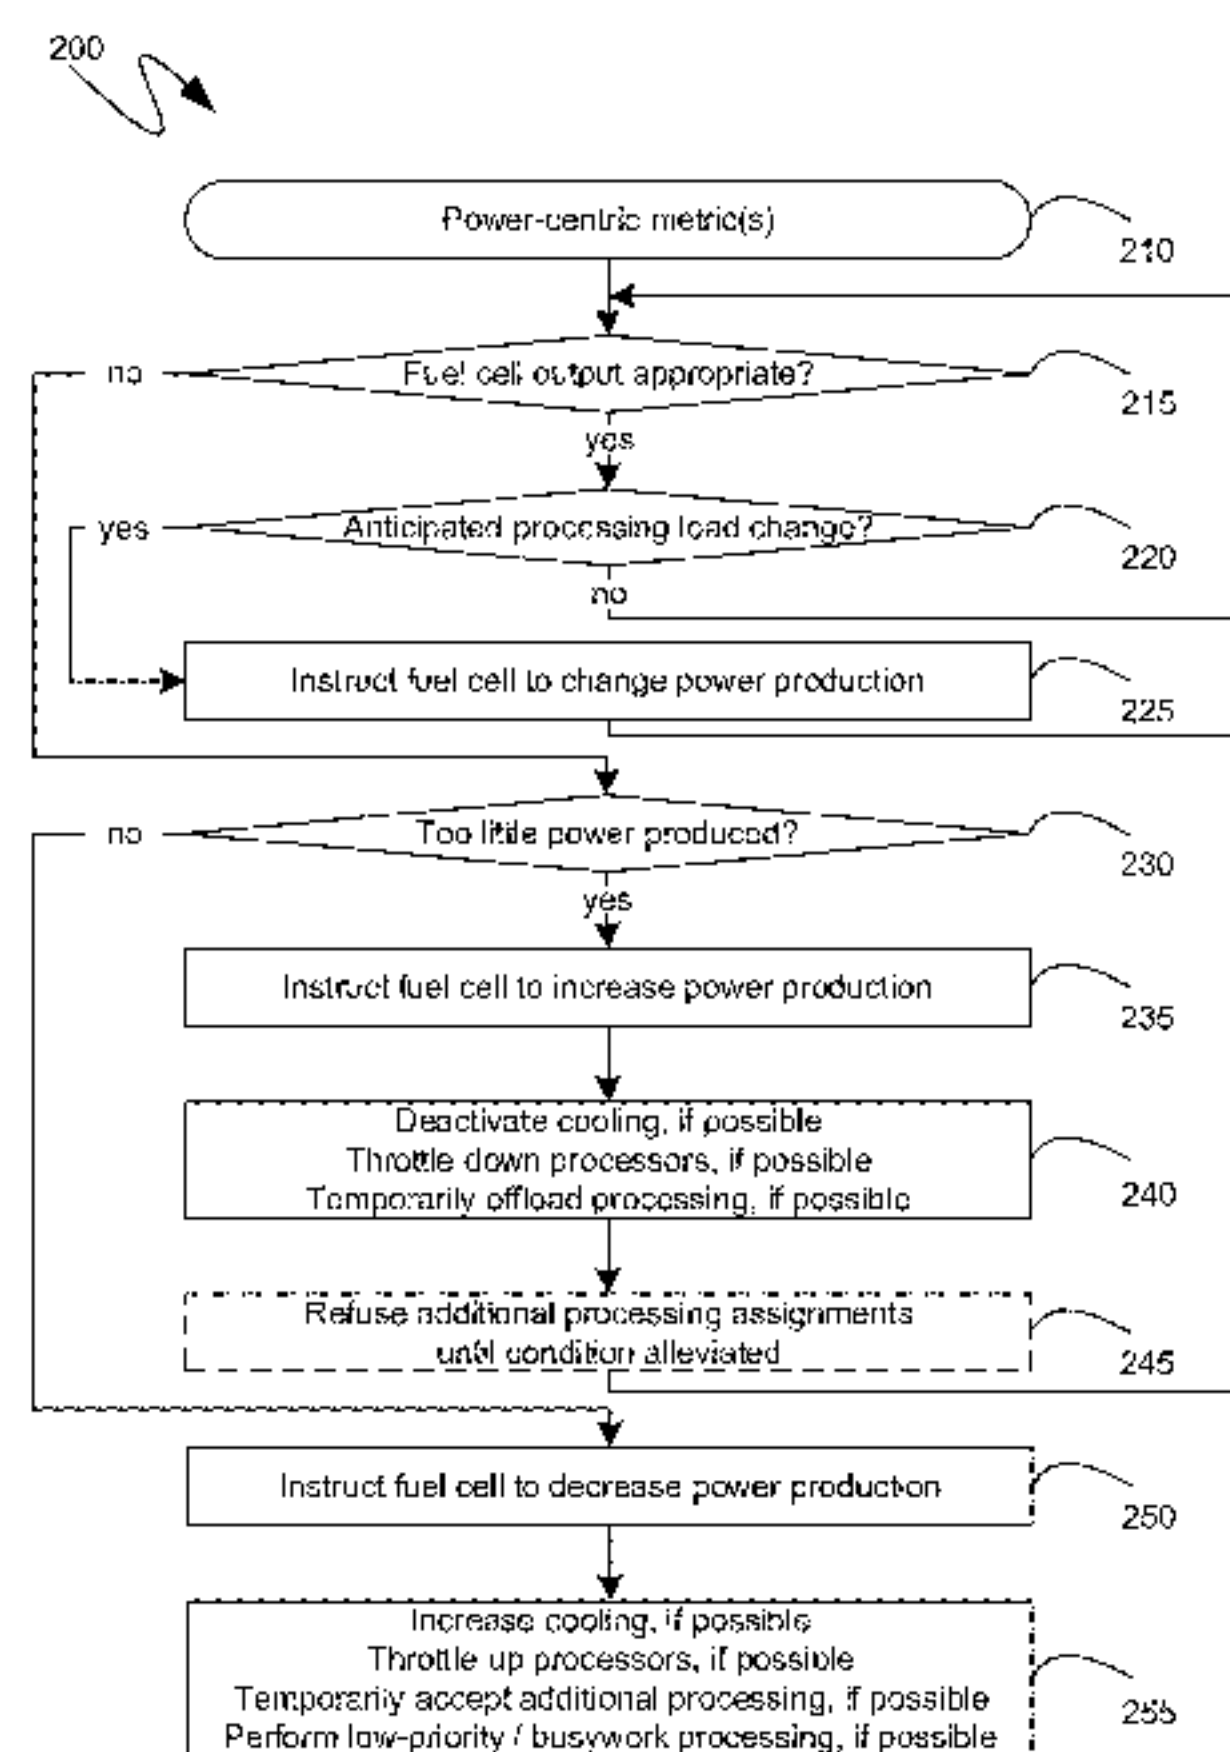 200
Power-centric metric(s)
210
Fuel cell output appropriate?
no
215
yes
Anticipated processing load change?
yes
220
no
Instruct fuel cell to change power production
225
Too little power produced?
no
230
yes
Instruct fuel cell to increase power production
235
Deactivate cooling, if possible
Throttle down processors, if possible
Temporarily offload processing, if possible
240
Refuse additional processing assignments
until condition alleviated
245
Instruct fuel cell to decrease power production
250
Increase cooling, if possible
Throttle up processors, if possible
Temporarily accept additional processing, if possible
Perform low-priority / busywork processing, if possible
255